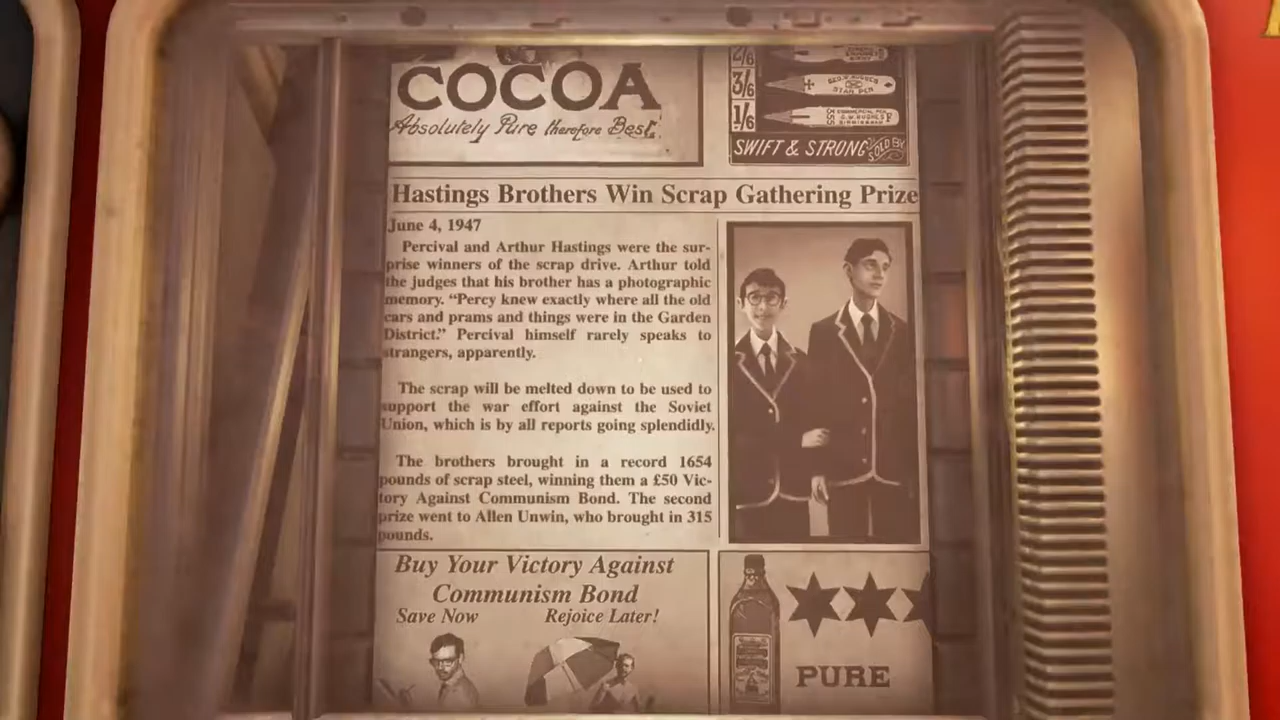 COCOA
Absolutely Pure therefore Best.
2/6
3/6
1/6
GEO. W. HUGHES
STAR PEN
SWIFT & STRONG SOLD BY
Hastings Brothers Win Scrap Gathering Prize
June 4, 1947
Percival and Arthur Hastings were the sur-
prise winners of the scrap drive. Arthur told
the judges that his brother has a photographic
memory. “Percy knew exactly where all the old
cars and prams and things were in the Garden
District.” Percival himself rarely speaks to
strangers, apparently.
The scrap will be melted down to be used to
support the war effort against the Soviet
Union, which is by all reports going splendidly.
The brothers brought in a record 1654
pounds of scrap steel, winning them a £50 Vic-
tory Against Communism Bond. The second
prize went to Allen Unwin, who brought in 315
pounds.
Buy Your Victory Against
Communism Bond
Save Now Rejoice Later!
PURE